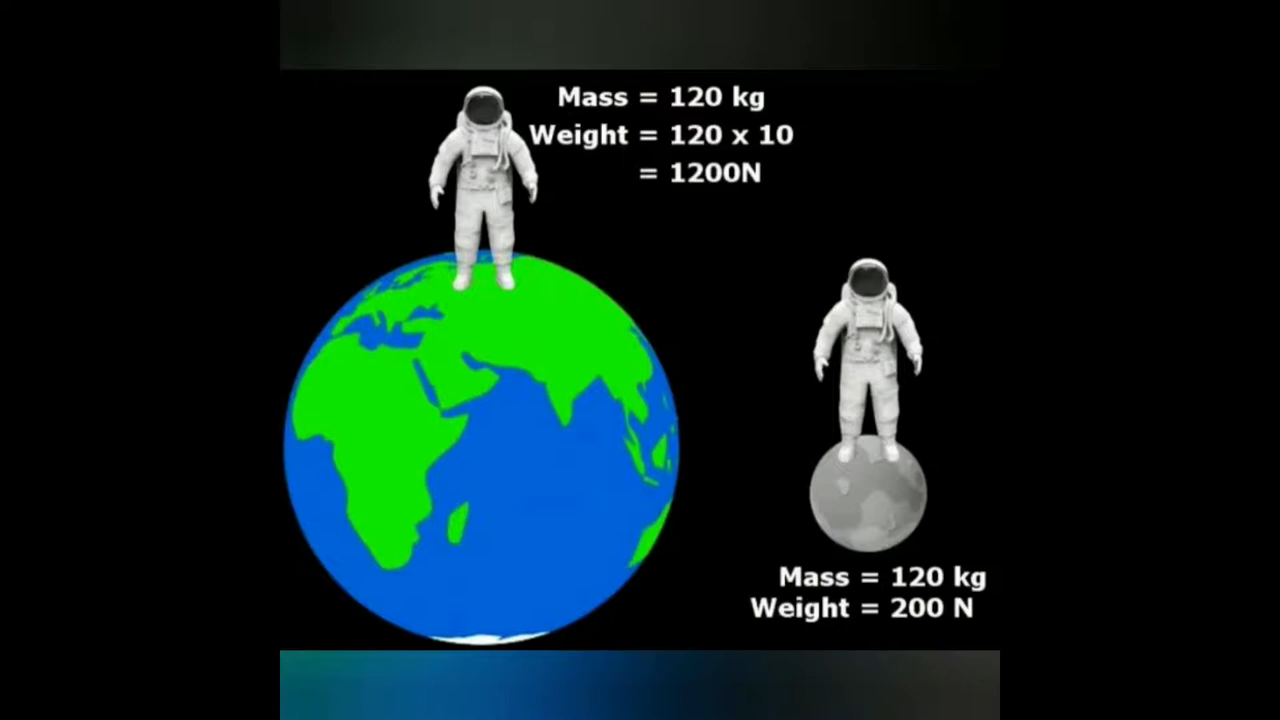 Mass = 120 kg
Weight = 120 x 10
= 1200N
Mass = 120 kg
Weight = 200 N